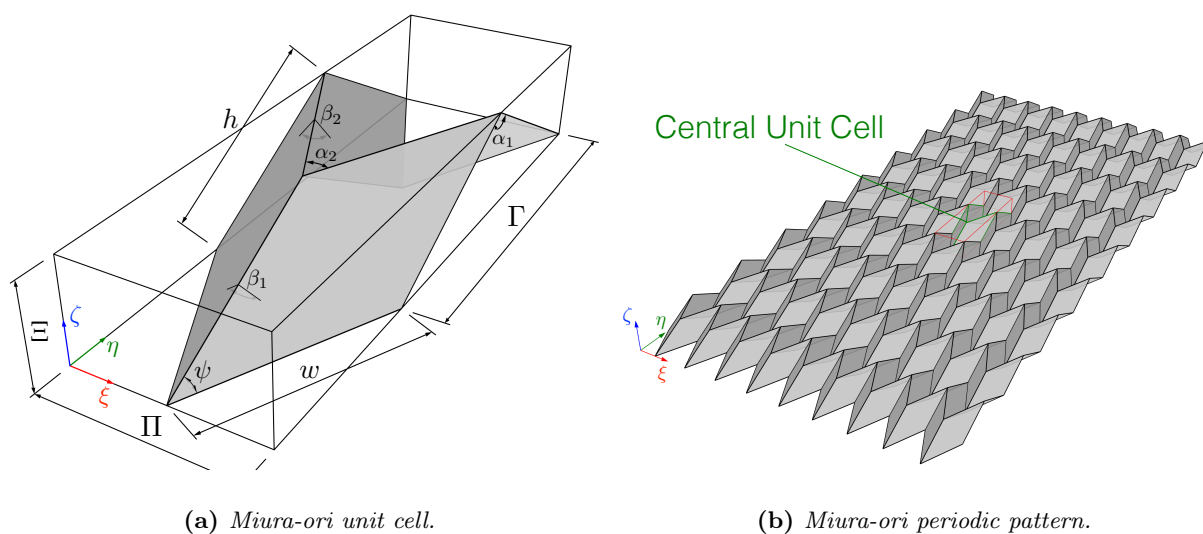 h
β₂
α₂
α₁
Γ
β₁
Ξ
ζ
η
ξ
ψ
w
Π
(a) Miura-ori unit cell.
Central Unit Cell
ζ
η
ξ
(b) Miura-ori periodic pattern.